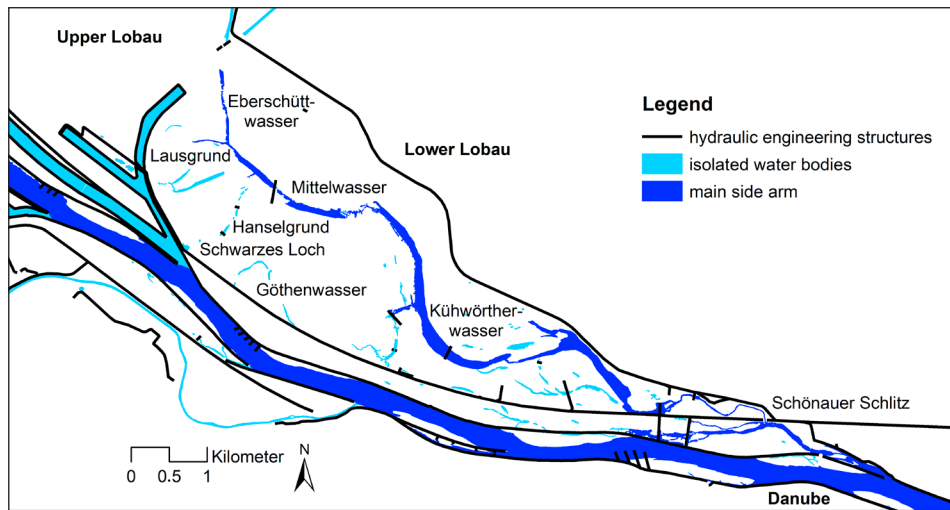 Upper Lobau
Eberschütt-
wasser
Lausgrund
Lower Lobau
Mittelwasser
Hanselgrund
Schwarzes Loch
Göthenwasser
Kühwörther-
wasser
Schönauer Schlitz
Danube
Legend
hydraulic engineering structures
isolated water bodies
main side arm
Kilometer
0 0.5 1
N